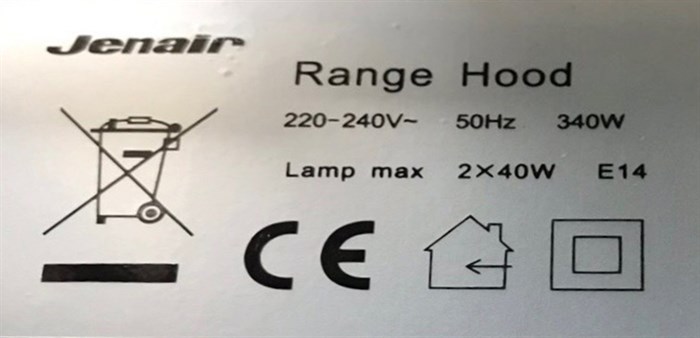 Jenair
Range Hood
220-240V~ 50Hz 340W
Lamp max 2×40W E14
CE